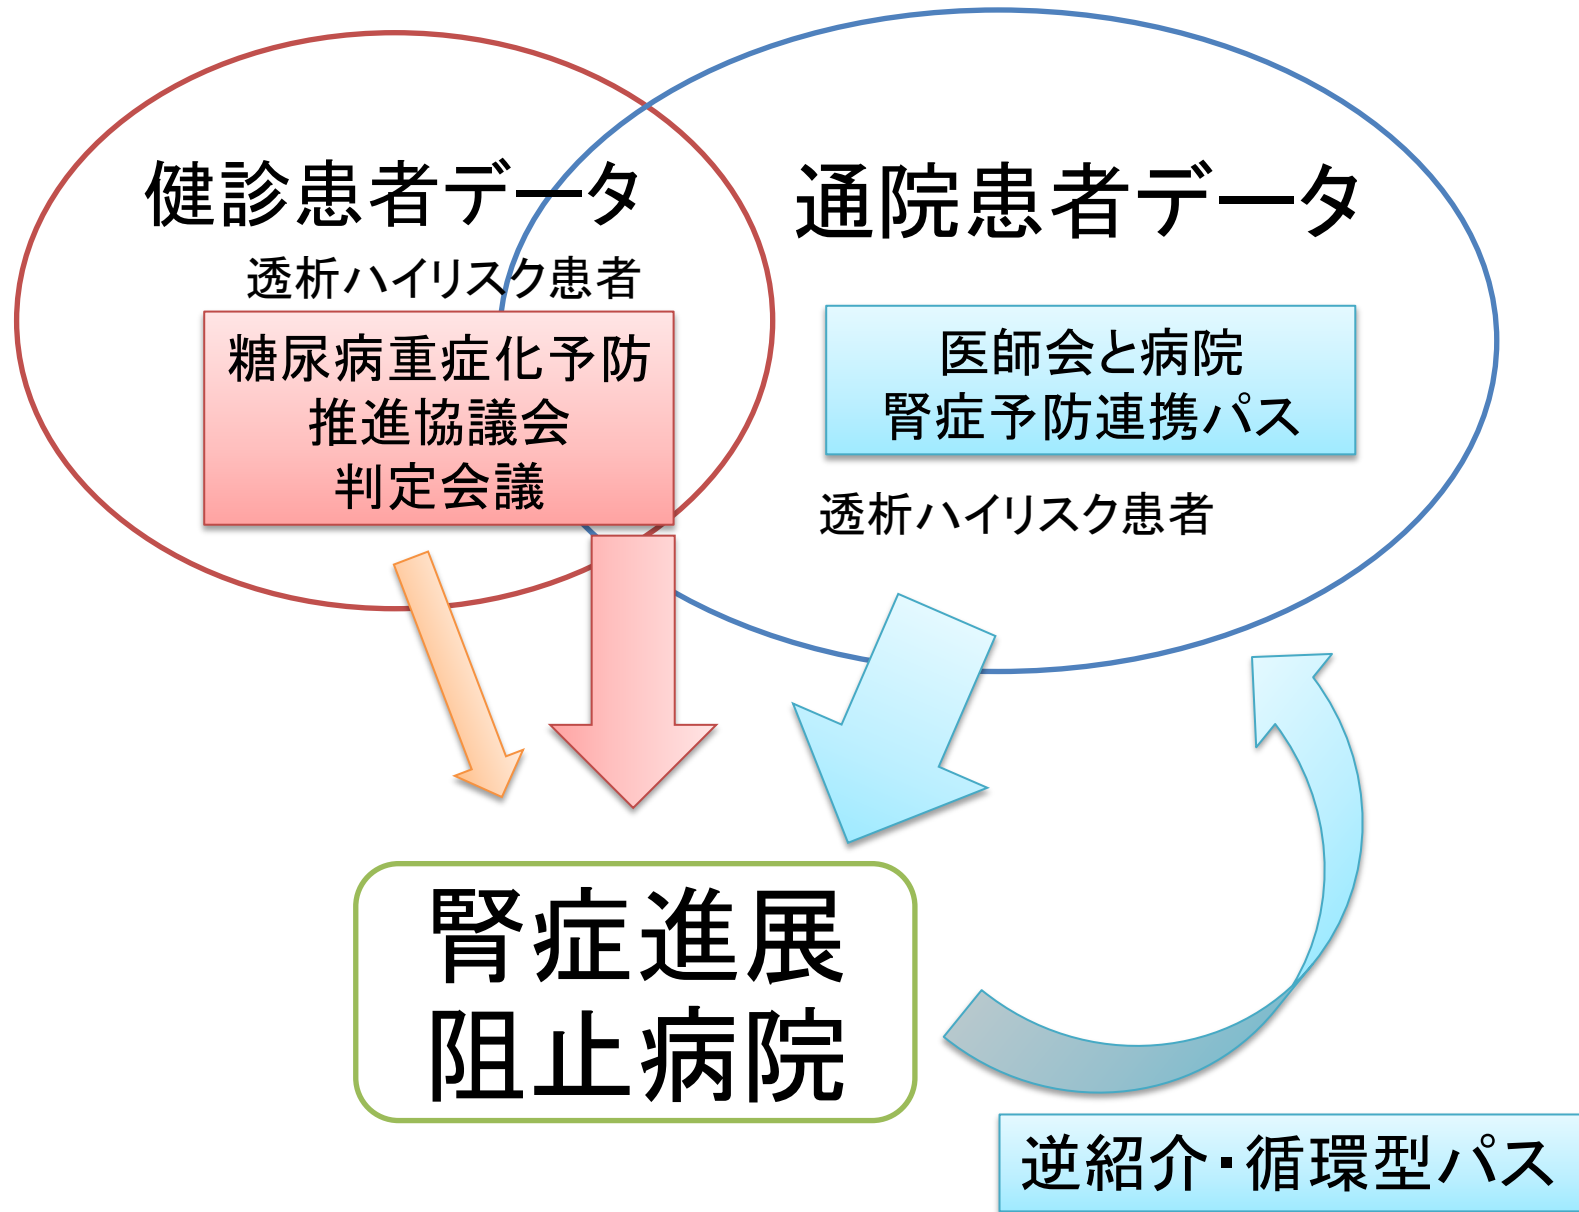 健診患者データ
透析ハイリスク患者
糖尿病重症化予防
推進協議会
判定会議
通院患者データ
医師会と病院
腎症予防連携パス
透析ハイリスク患者
腎症進展
阻止病院
逆紹介・循環型パス